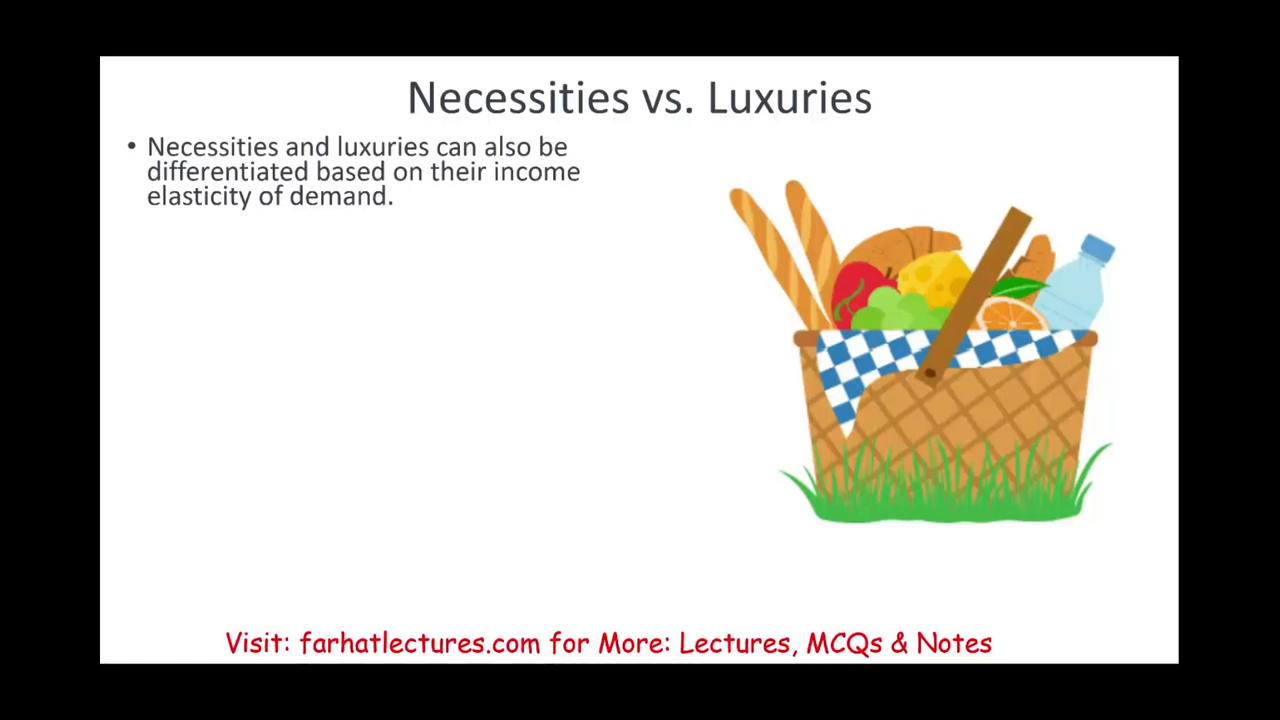 Necessities vs. Luxuries
• Necessities and luxuries can also be
differentiated based on their income
elasticity of demand.
Visit: farhatlectures.com for More: Lectures, MCQs & Notes